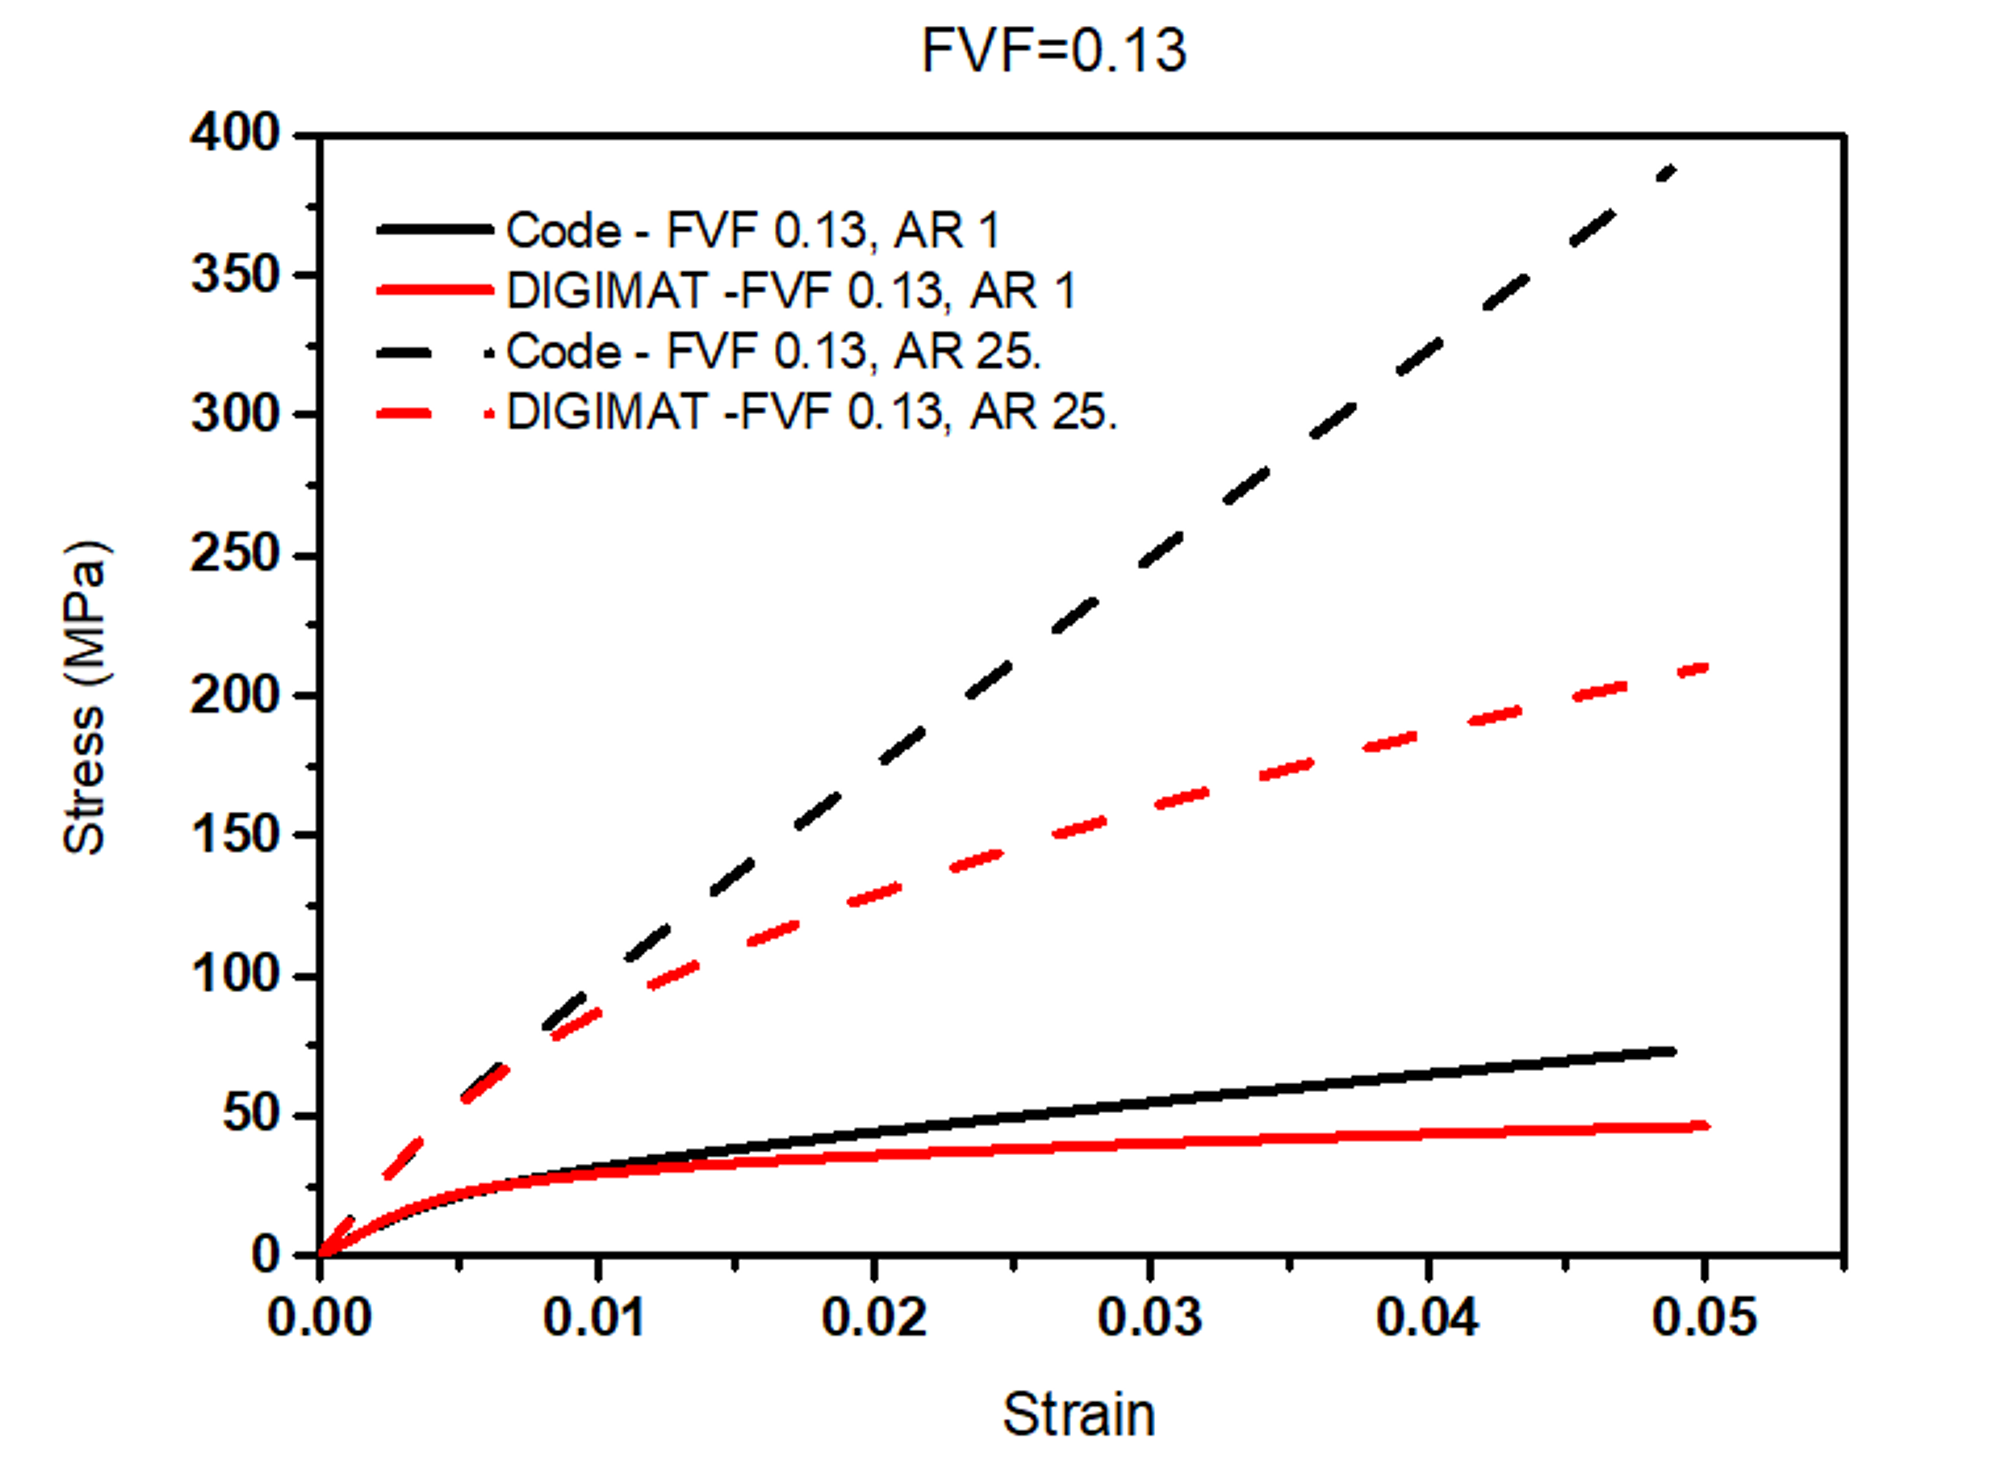 FVF=0.13
400
350
300
250
200
150
100
50
0
Stress (MPa)
Code - FVF 0.13, AR 1
DIGIMAT -FVF 0.13, AR 1
Code - FVF 0.13, AR 25.
DIGIMAT -FVF 0.13, AR 25.
0.00 0.01 0.02 0.03 0.04 0.05
Strain